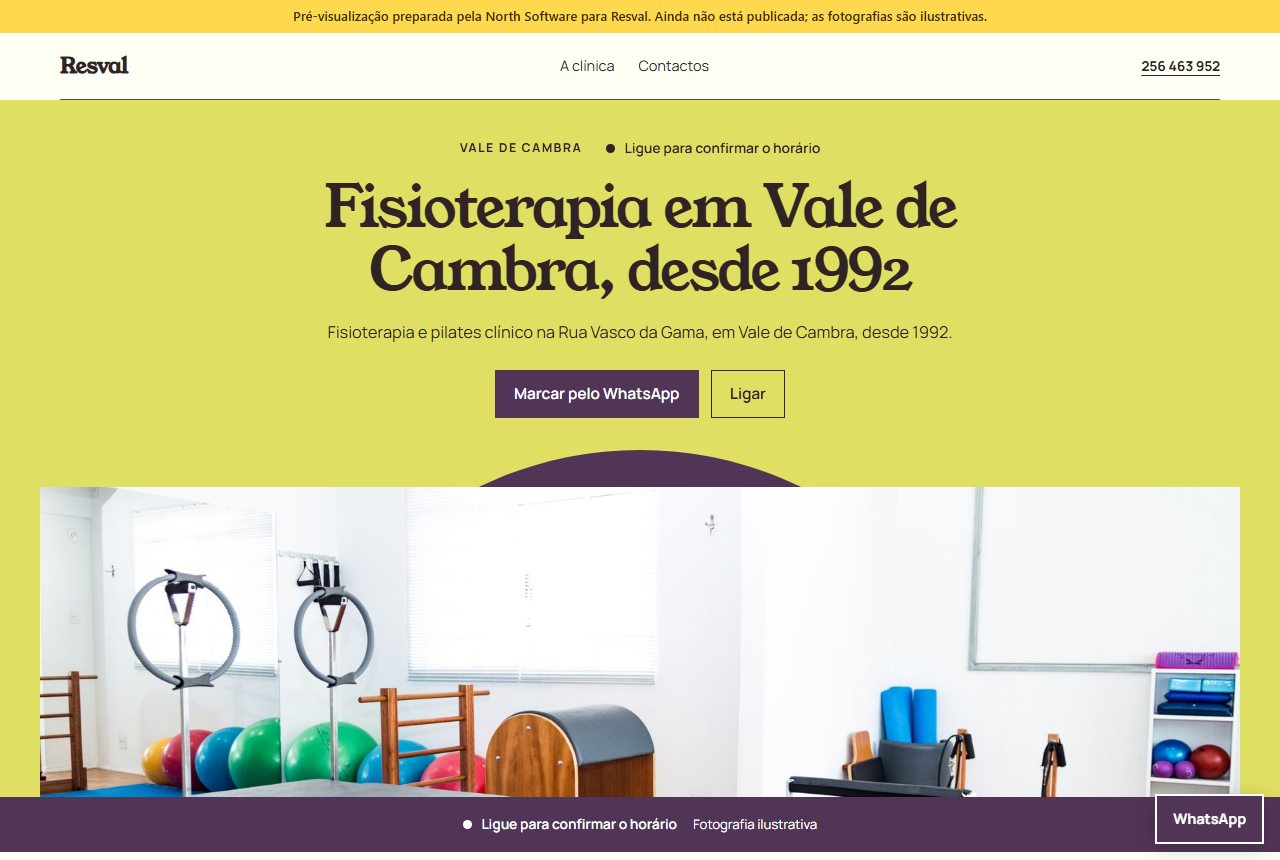 Pré-visualização preparada pela North Software para Resval. Ainda não está publicada; as fotografias são ilustrativas.
Resval
A clínica
Contactos
256 463 952
VALE DE CAMBRA
Ligue para confirmar o horário
Fisioterapia em Vale de
Cambra, desde 1992
Fisioterapia e pilates clínico na Rua Vasco da Gama, em Vale de Cambra, desde 1992.
Marcar pelo WhatsApp
Ligar
Ligue para confirmar o horário
Fotografia ilustrativa
WhatsApp